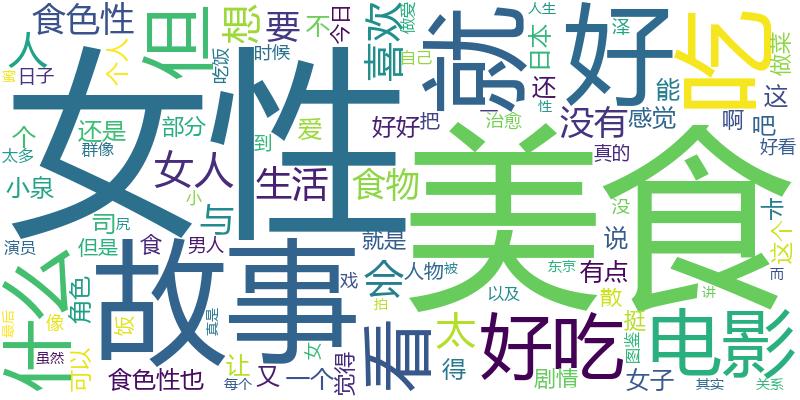 食色性
但
想
要
不
今日
人生
做爱
喜欢
自己
就
日本
好
泽
吃
做菜
人
蝎
日子
个人
吃饭
时候
一
还
性
能
这
女性
美食
个
还是
部分
到
爱
好好
把
治愈
没有
感觉
啊
吧
好看
太多
群像
女人
生活
食物
真的
小泉
小
没
卡
司
尻
与
演员
但是
食
男人
就是
说
这个
什么
故事
会
戏
人物
被
东京
有点
而
角色
以及
散
讲
最后
像
饭
真是
看
拍
太
好吃
挺
图鉴
电影
虽然
可以
让
女
得
食色性也
每个
又
一个
觉得
剧情
女子
其实
关系